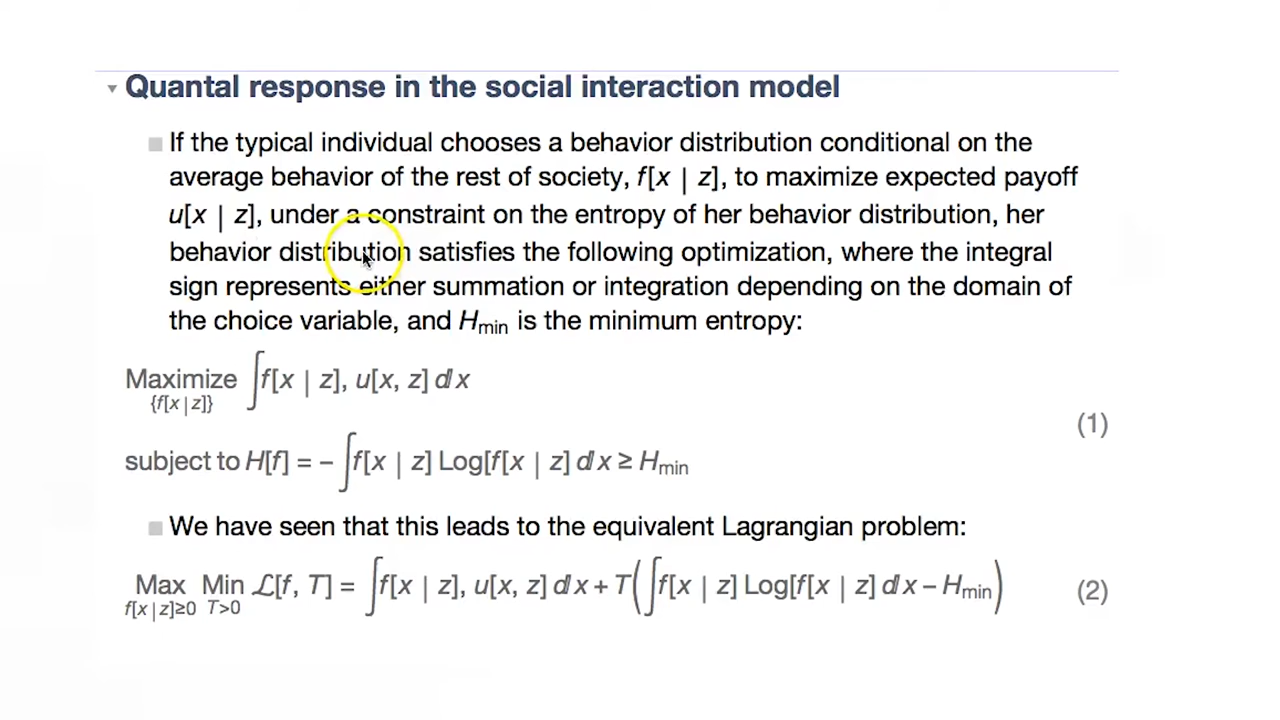 Quantal response in the social interaction model
If the typical individual chooses a behavior distribution conditional on the
average behavior of the rest of society, f[x | z], to maximize expected payoff
u[x | z], under a constraint on the entropy of her behavior distribution, her
behavior distribution satisfies the following optimization, where the integral
sign represents either summation or integration depending on the domain of
the choice variable, and Hmin is the minimum entropy:
Maximize ∫f[x | z], u[x, z] ⅆx
{f[x | z]}
(1)
subject to H[f] = – ∫f[x | z] Log[f[x | z] ⅆx ≥ Hmin
We have seen that this leads to the equivalent Lagrangian problem:
Max Min ℒ[f, T] = ∫f[x | z], u[x, z] ⅆx + T(∫f[x | z] Log[f[x | z] ⅆx – Hmin) (2)
f[x | z]≥0 T>0